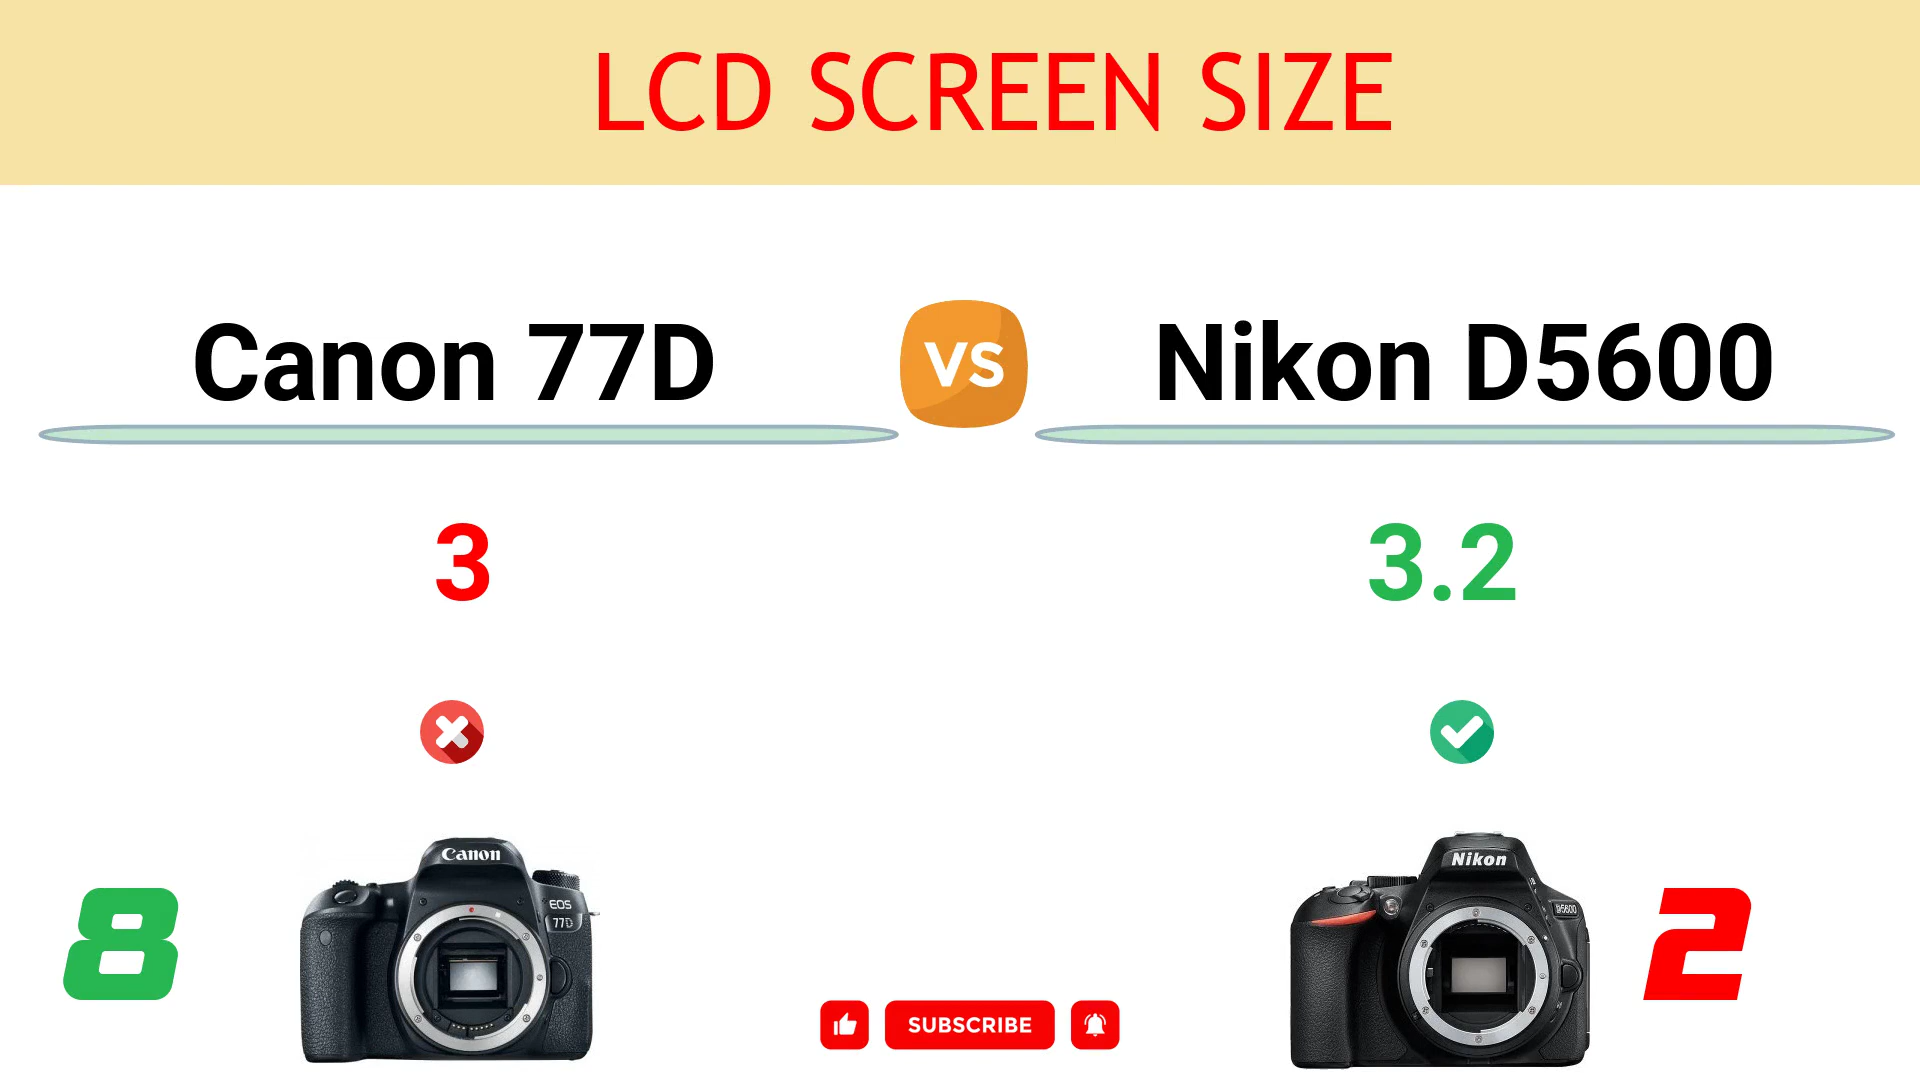 LCD SCREEN SIZE
Canon 77D
VS
Nikon D5600
3
3.2
Canon
EOS
77D
Nikon
D5600
8
2
SUBSCRIBE